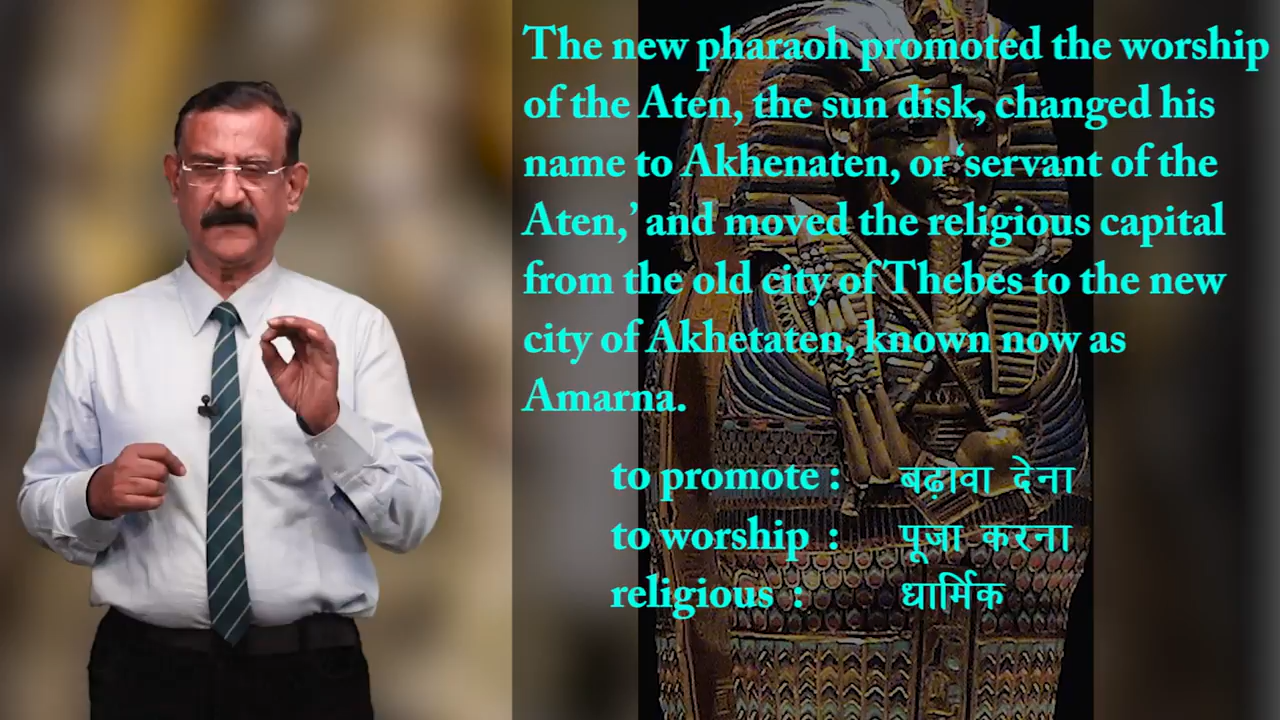 The new pharaoh promoted the worship
of the Aten, the sun disk, changed his
name to Akhenaten, or ‘servant of the
Aten,’ and moved the religious capital
from the old city of Thebes to the new
city of Akhetaten, known now as
Amarna.
to promote : बढ़ावा देना
to worship : पूजा करना
religious : धार्मिक